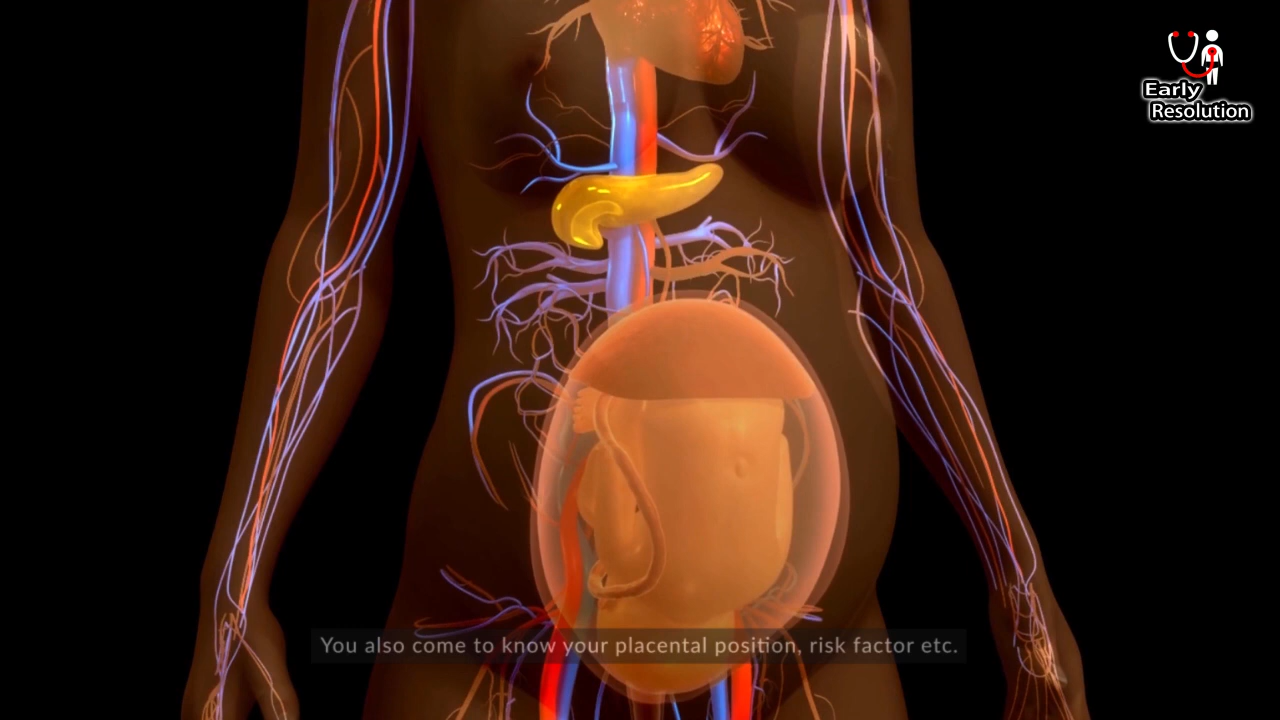 Early
Resolution
You also come to know your placental position, risk factor etc.